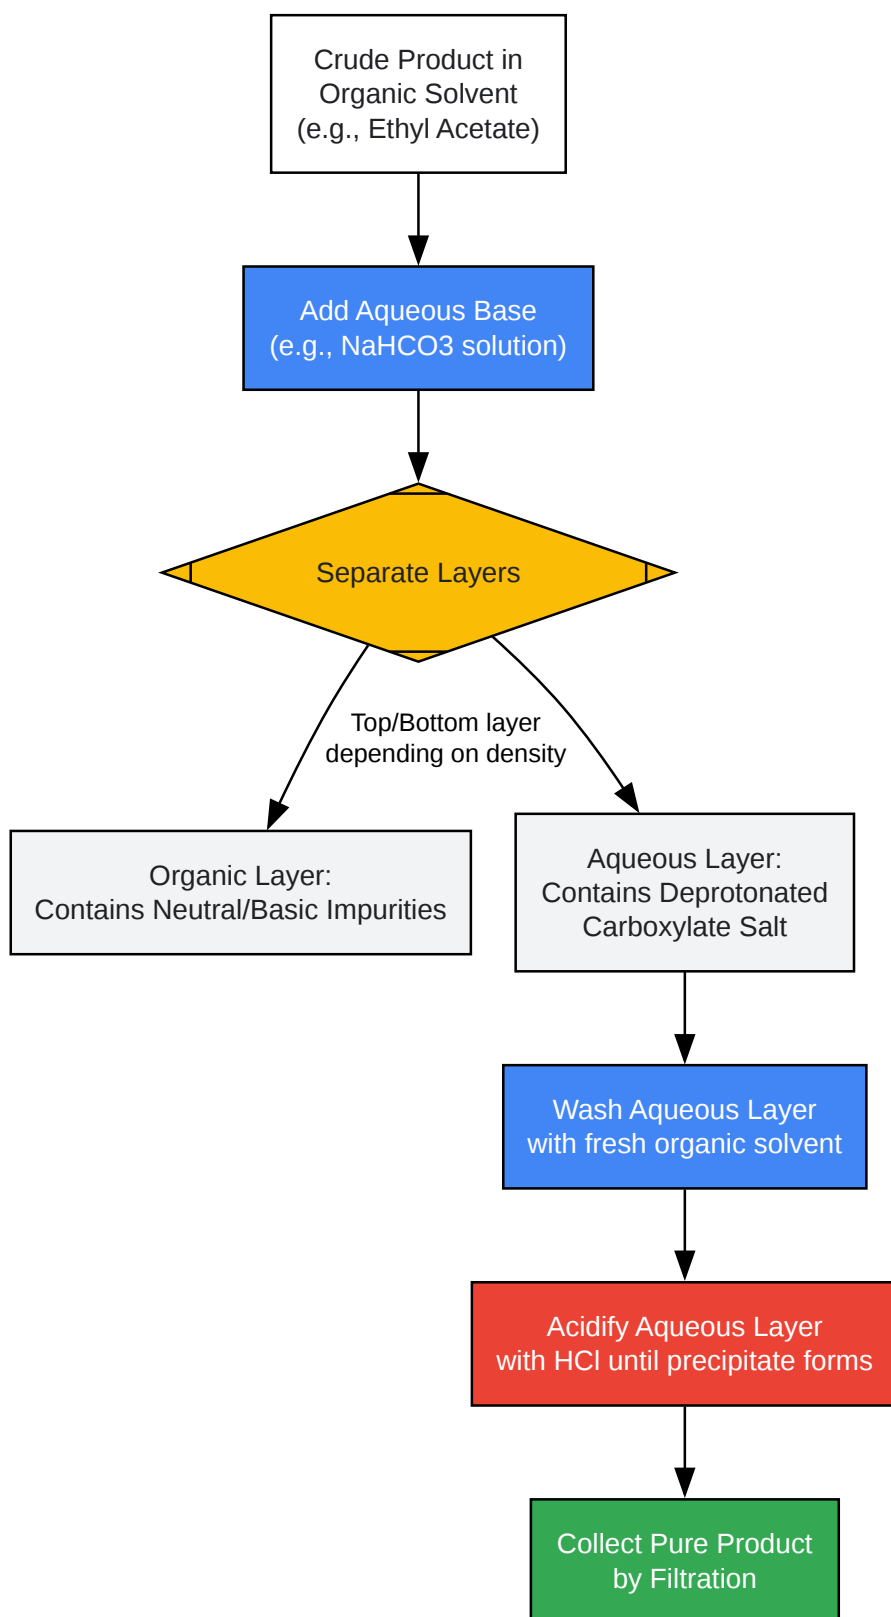 Crude Product in
Organic Solvent
(e.g., Ethyl Acetate)
Add Aqueous Base
(e.g., NaHCO3 solution)
Separate Layers
Top/Bottom layer
depending on density
Organic Layer:
Contains Neutral/Basic Impurities
Aqueous Layer:
Contains Deprotonated
Carboxylate Salt
Wash Aqueous Layer
with fresh organic solvent
Acidify Aqueous Layer
with HCl until precipitate forms
Collect Pure Product
by Filtration